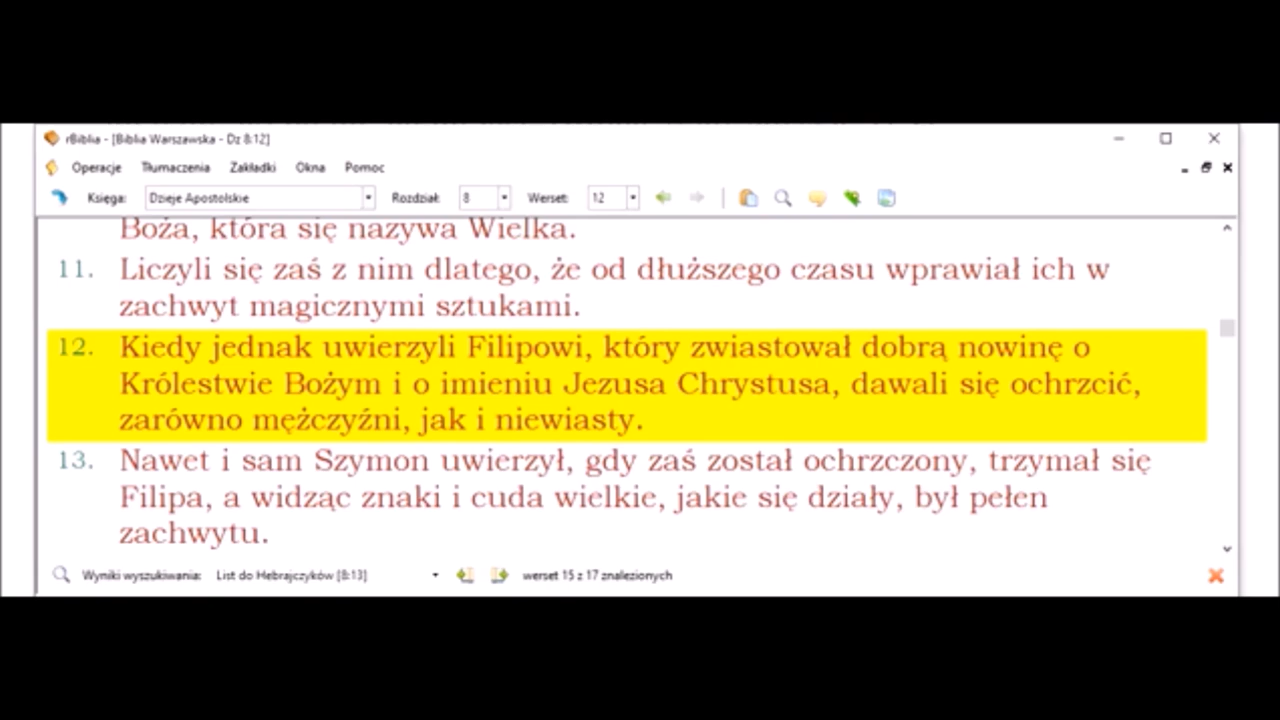 rBiblia - [Biblia Warszawska - Dz 8:12]
Operacje Tłumaczenia Zakładki Okna Pomoc
Księga: Dzieje Apostolskie Rozdział: 8 Werset: 12
Boża, która się nazywa Wielka.
11. Liczyli się zaś z nim dlatego, że od dłuższego czasu wprawiał ich w
zachwyt magicznymi sztukami.
12. Kiedy jednak uwierzyli Filipowi, który zwiastował dobrą nowinę o
Królestwie Bożym i o imieniu Jezusa Chrystusa, dawali się ochrzcić,
zarówno mężczyźni, jak i niewiasty.
13. Nawet i sam Szymon uwierzył, gdy zaś został ochrzczony, trzymał się
Filipa, a widząc znaki i cuda wielkie, jakie się działy, był pełen
zachwytu.
Wyniki wyszukiwania: List do Hebrajczyków [8:13] werset 15 z 17 znalezionych